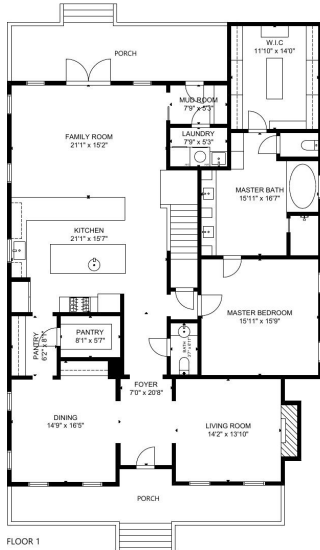 PORCH
W.I.C
11'10" x 14'0"
MUD ROOM
7'9" x 5'3"
FAMILY ROOM
21'1" x 15'2"
LAUNDRY
7'9" x 5'3"
MASTER BATH
15'11" x 16'7"
KITCHEN
21'1" x 15'7"
MASTER BEDROOM
15'11" x 15'9"
PANTRY
6'2" x 8'1"
PANTRY
8'1" x 5'7"
BATH
FOYER
7'0" x 20'8"
DINING
14'9" x 16'5"
LIVING ROOM
14'2" x 13'10"
PORCH
FLOOR 1